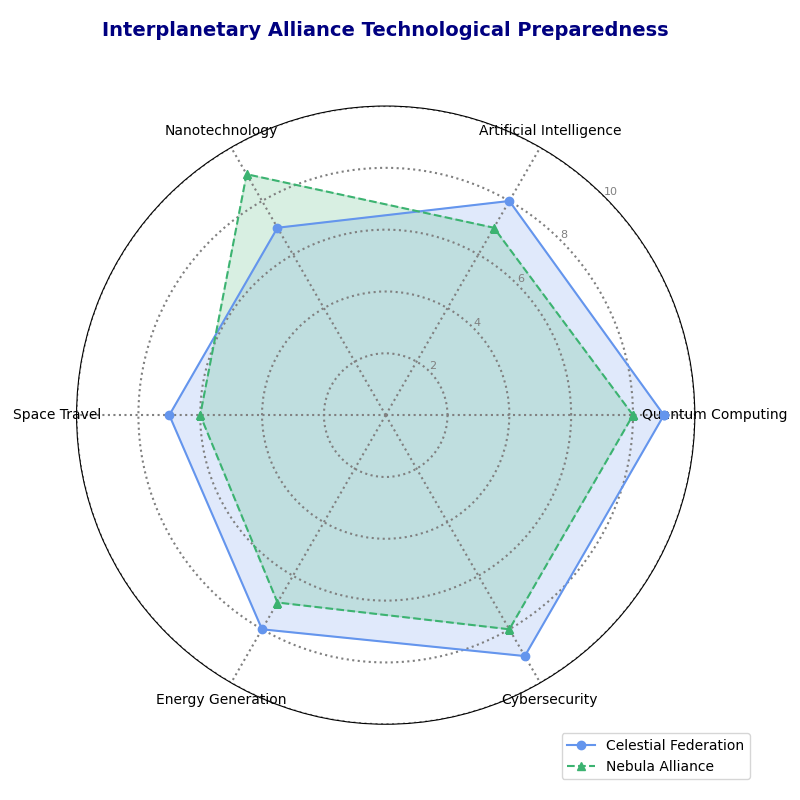 Interplanetary Alliance Technological Preparedness
Nanotechnology
Artificial Intelligence
10
8
6
4
2
Space Travel
Quantum Computing
Energy Generation
Cybersecurity
Celestial Federation
Nebula Alliance